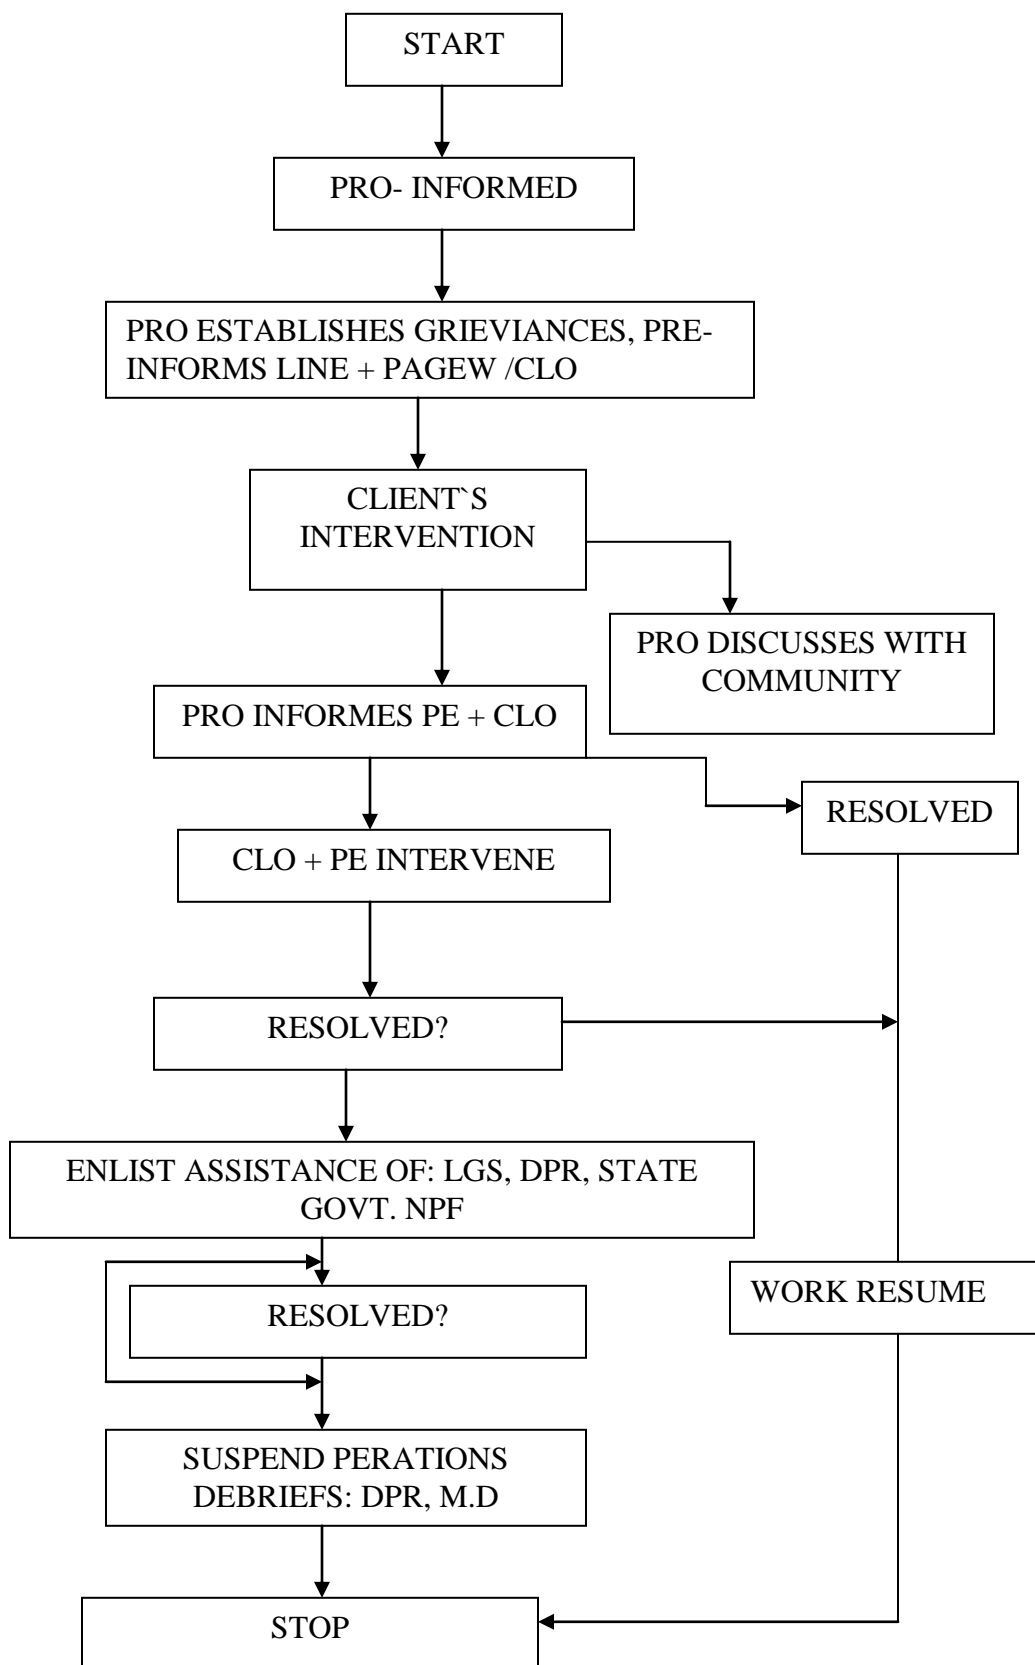 START
PRO- INFORMED
PRO ESTABLISHES GRIEVIANCES, PRE-
INFORMS LINE + PAGEW /CLO
CLIENT`S
INTERVENTION
PRO DISCUSSES WITH
COMMUNITY
PRO INFORMES PE + CLO
RESOLVED
CLO + PE INTERVENE
RESOLVED?
ENLIST ASSISTANCE OF: LGS, DPR, STATE
GOVT. NPF
RESOLVED?
WORK RESUME
SUSPEND PERATIONS
DEBRIEFS: DPR, M.D
STOP